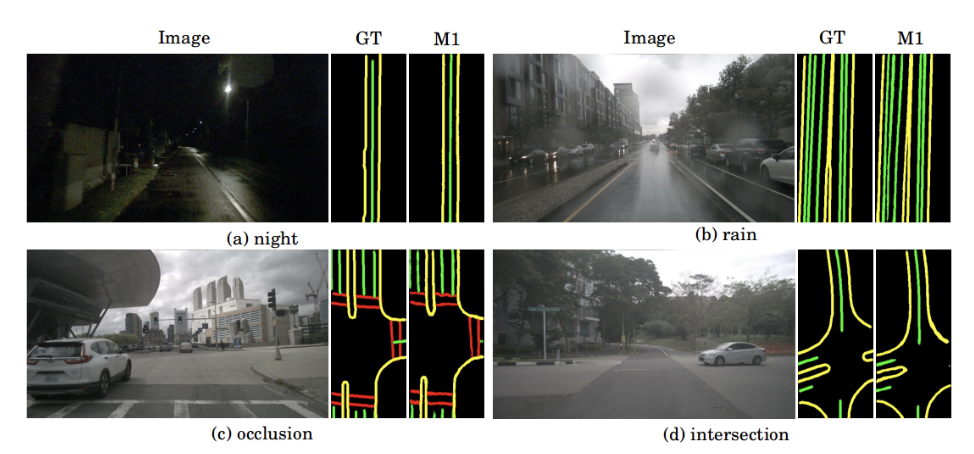 Image GT M1 Image GT M1
(a) night (b) rain
(c) occlusion (d) intersection